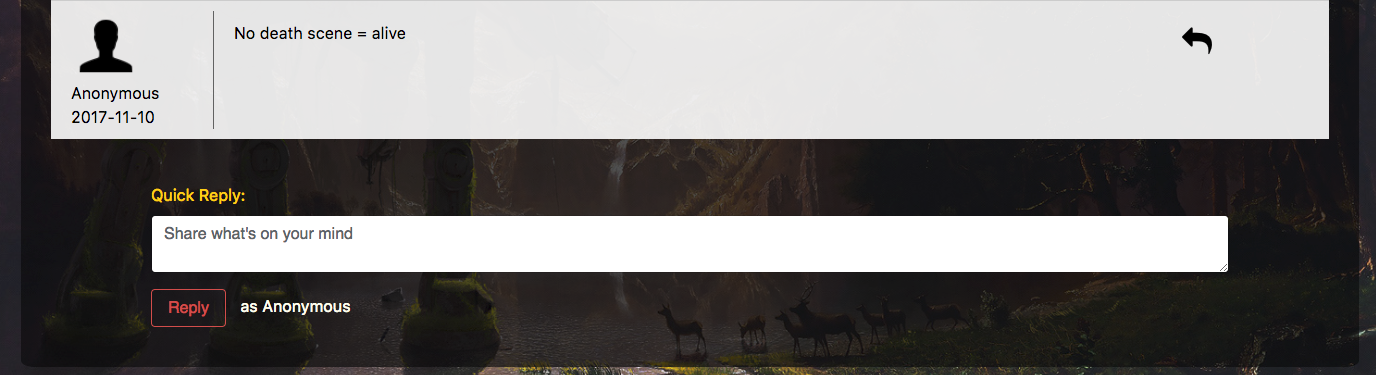 No death scene = alive
Anonymous
2017-11-10
Quick Reply:
Share what's on your mind
Reply as Anonymous